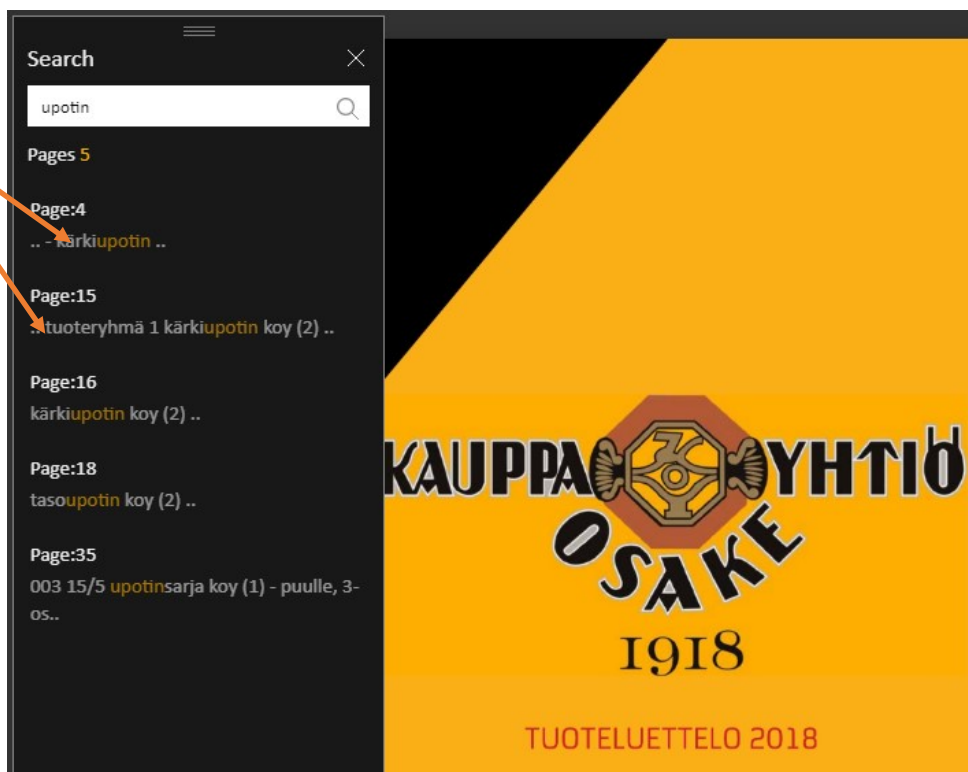 Search
upotin
Pages 5
Page:4
.. - kärkiupotin ..
Page:15
.. tuoteryhmä 1 kärkiupotin koy (2) ..
Page:16
kärkiupotin koy (2) ..
Page:18
tasoupotin koy (2) ..
Page:35
003 15/5 upotinsarja koy (1) - puulle, 3-
os..
KAUPPA YHTIÖ
OSAKE
1918
TUOTELUETTELO 2018